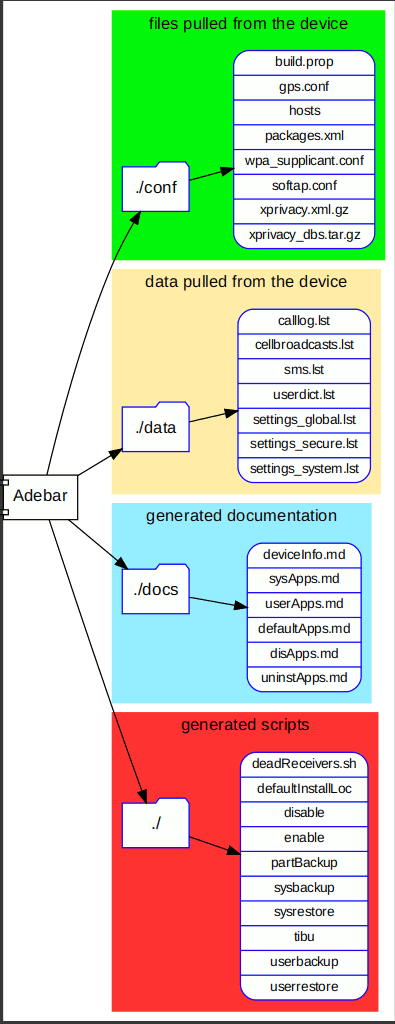 files pulled from the device
build.prop
gps.conf
hosts
packages.xml
wpa_supplicant.conf
softap.conf
xprivacy.xml.gz
xprivacy_dbs.tar.gz
./conf
data pulled from the device
calllog.lst
cellbroadcasts.lst
sms.lst
userdict.lst
settings_global.lst
settings_secure.lst
settings_system.lst
./data
Adebar
generated documentation
deviceInfo.md
sysApps.md
userApps.md
defaultApps.md
disApps.md
uninstApps.md
./docs
generated scripts
deadReceivers.sh
defaultInstallLoc
disable
enable
partBackup
sysbackup
sysrestore
tibu
userbackup
userrestore
./